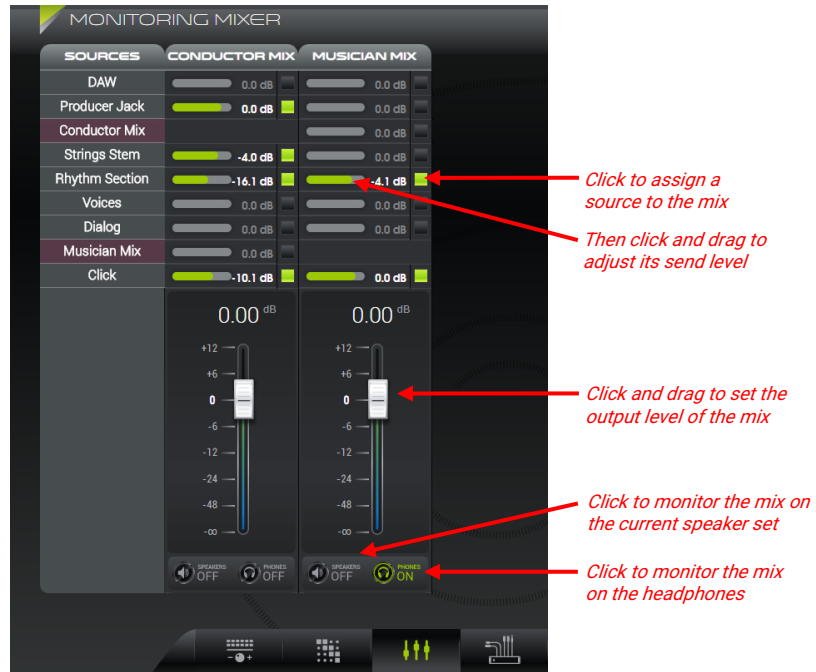 MONITORING MIXER
SOURCES CONDUCTOR MIX MUSICIAN MIX
DAW 0.0 dB 0.0 dB
Producer Jack 0.0 dB 0.0 dB
Conductor Mix 0.0 dB
Strings Stem -4.0 dB 0.0 dB
Rhythm Section -16.1 dB -4.1 dB
Click to assign a
source to the mix
Voices 0.0 dB 0.0 dB
Dialog 0.0 dB 0.0 dB
Then click and drag to
adjust its send level
Musician Mix 0.0 dB
Click -10.1 dB 0.0 dB
0.00 dB 0.00 dB
+12 +12
+6 +6
0 0
Click and drag to set the
output level of the mix
-6 -6
-12 -12
-24 -24
-48 -48
-∞ -∞
Click to monitor the mix on
the current speaker set
SPEAKERS OFF PHONES OFF SPEAKERS OFF PHONES ON
Click to monitor the mix
on the headphones